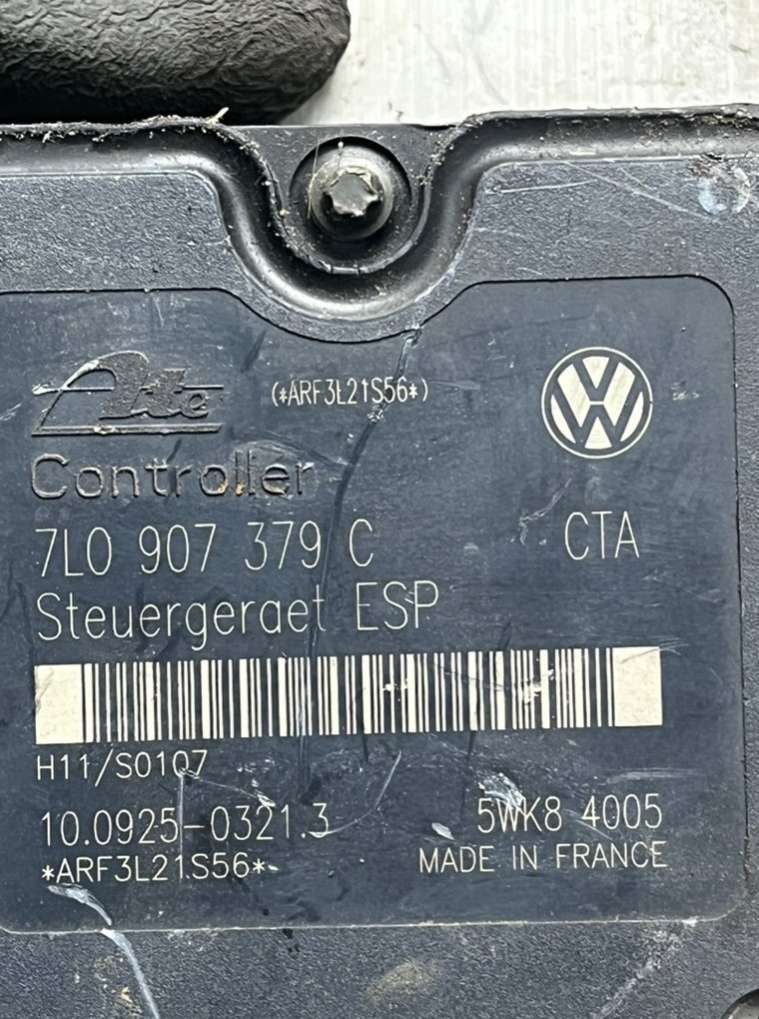 Ate (*ARF3L21S56*)
Controller
7L0 907 379 C CTA
Steuergeraet ESP
H11/S0107
10.0925-0321.3 5WK8 4005
*ARF3L21S56* MADE IN FRANCE